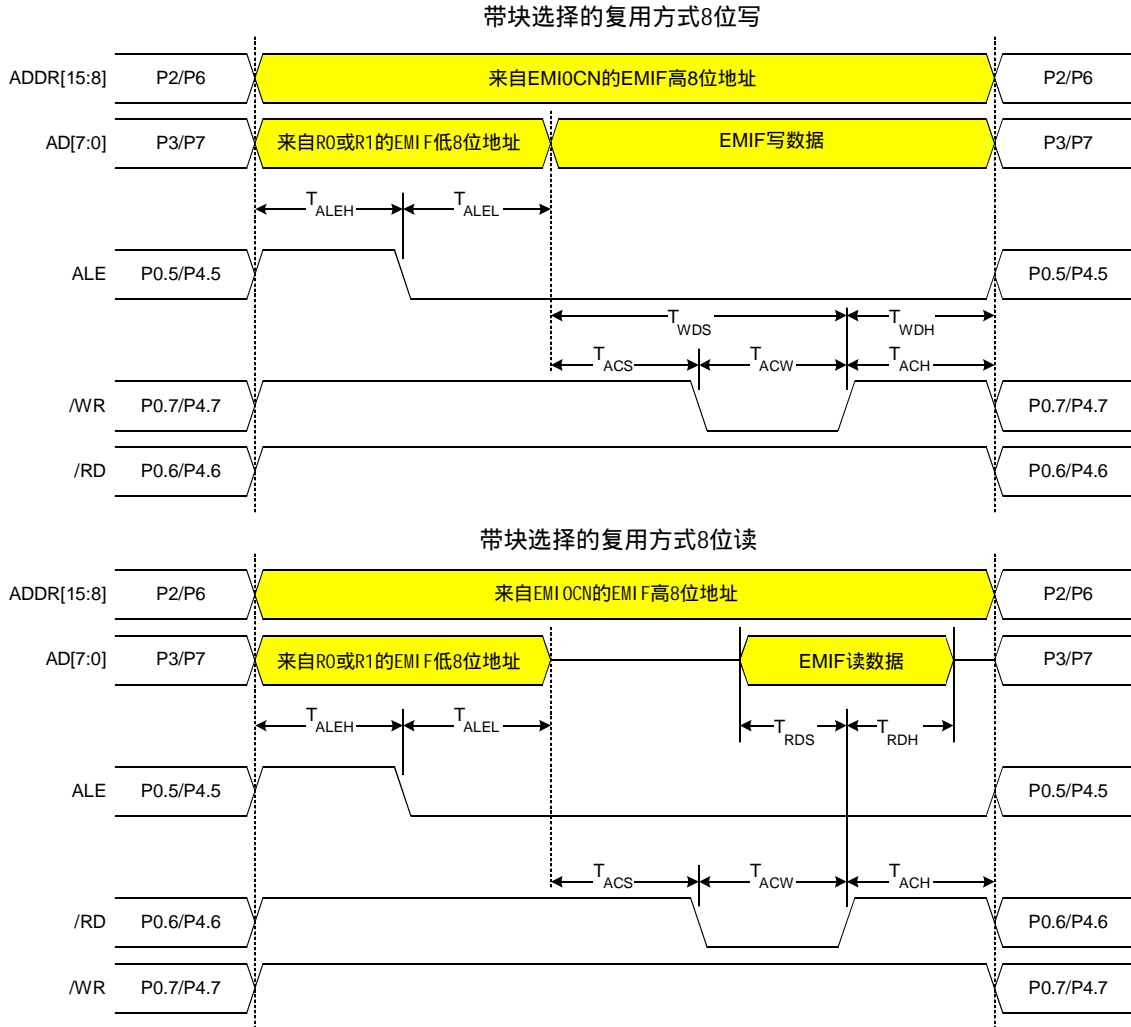 带块选择的复用方式8位写
ADDR[15:8] P2/P6 来自EMI0CN的EMIF高8位地址 P2/P6
AD[7:0] P3/P7 来自R0或R1的EMIF低8位地址 EMIF写数据 P3/P7
TALEH TALEL
ALE P0.5/P4.5 P0.5/P4.5
TWDS TWDH
TACS TACW TACH
/WR P0.7/P4.7 P0.7/P4.7
/RD P0.6/P4.6 P0.6/P4.6
带块选择的复用方式8位读
ADDR[15:8] P2/P6 来自EMI0CN的EMIF高8位地址 P2/P6
AD[7:0] P3/P7 来自R0或R1的EMIF低8位地址 EMIF读数据 P3/P7
TALEH TALEL TRDS TRDH
ALE P0.5/P4.5 P0.5/P4.5
TACS TACW TACH
/RD P0.6/P4.6 P0.6/P4.6
/WR P0.7/P4.7 P0.7/P4.7